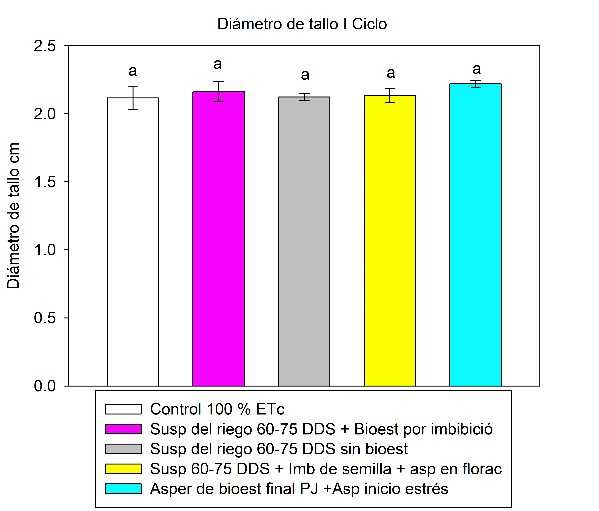 Diámetro de tallo I Ciclo
Diámetro de tallo cm
2.5
2.0
1.5
1.0
0.5
0.0
a
a
a
a
a
Control 100 % ETc
Susp del riego 60-75 DDS + Bioest por imbibició
Susp del riego 60-75 DDS sin bioest
Susp 60-75 DDS + Imb de semilla + asp en florac
Asper de bioest final PJ +Asp inicio estrés